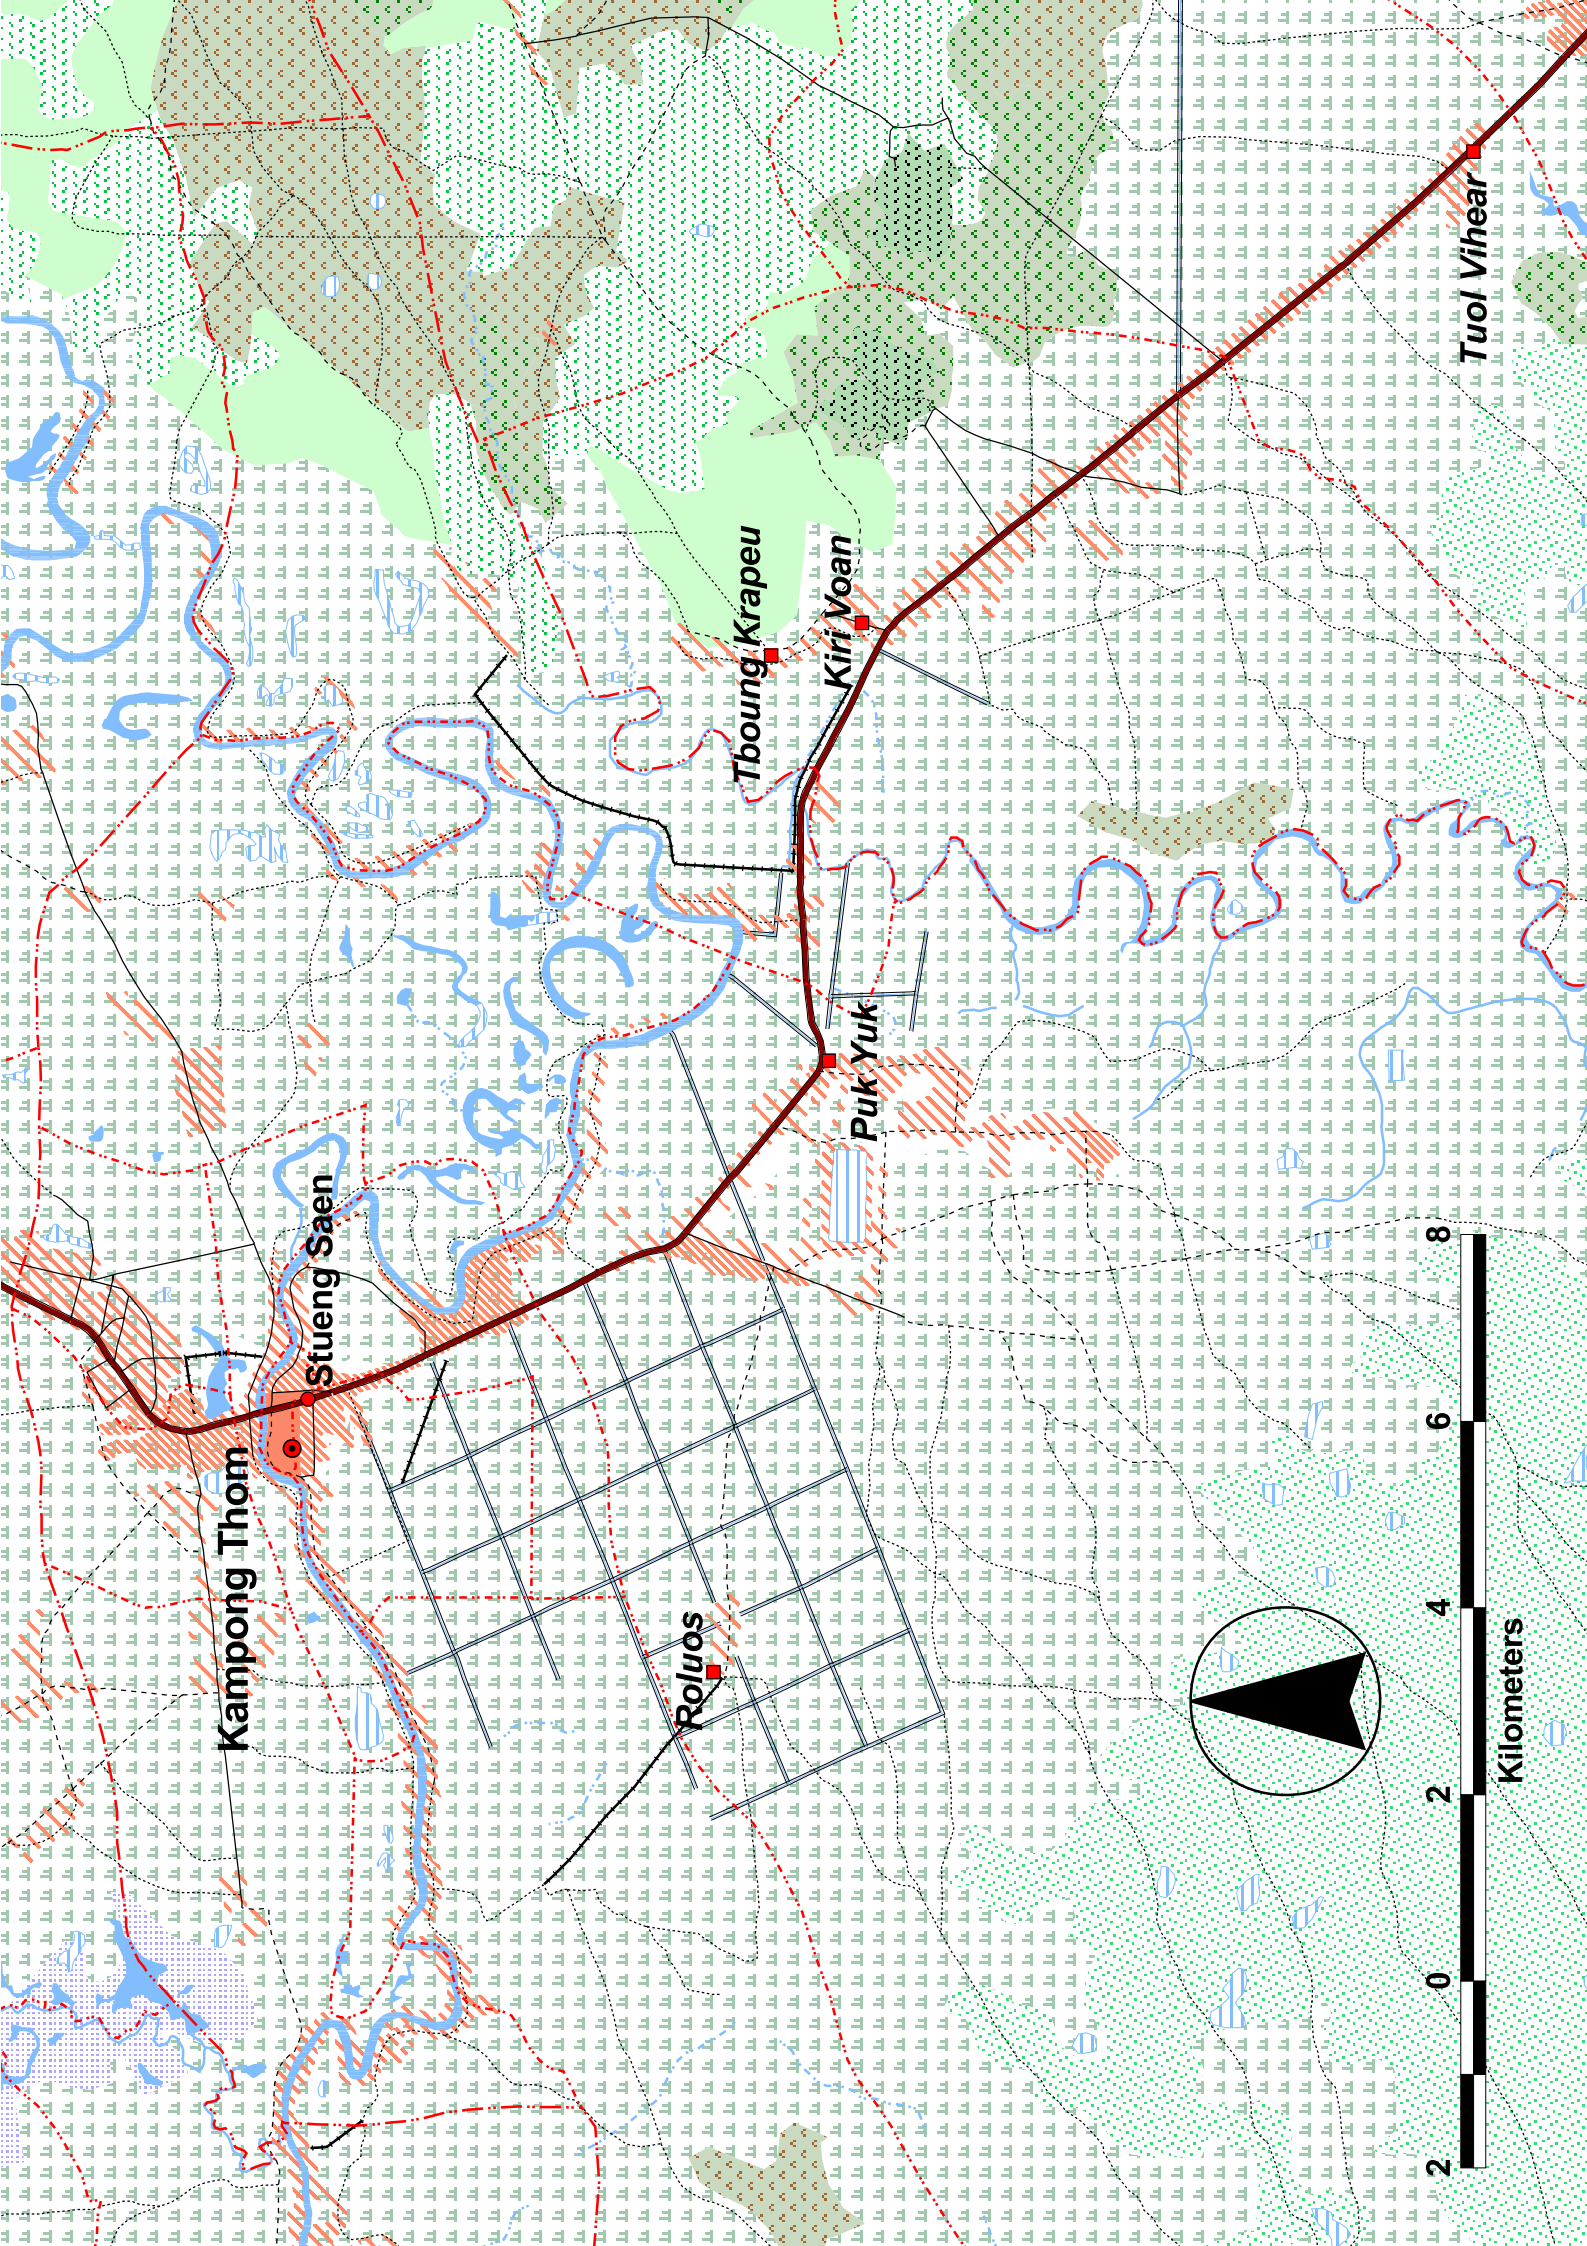 Kampong Thom
Stueng Saen
Roluos
Puk Yuk
Tboung Krapeu
Kiri Voan
Tuol Vihear
2 0 2 4 6 8
Kilometers